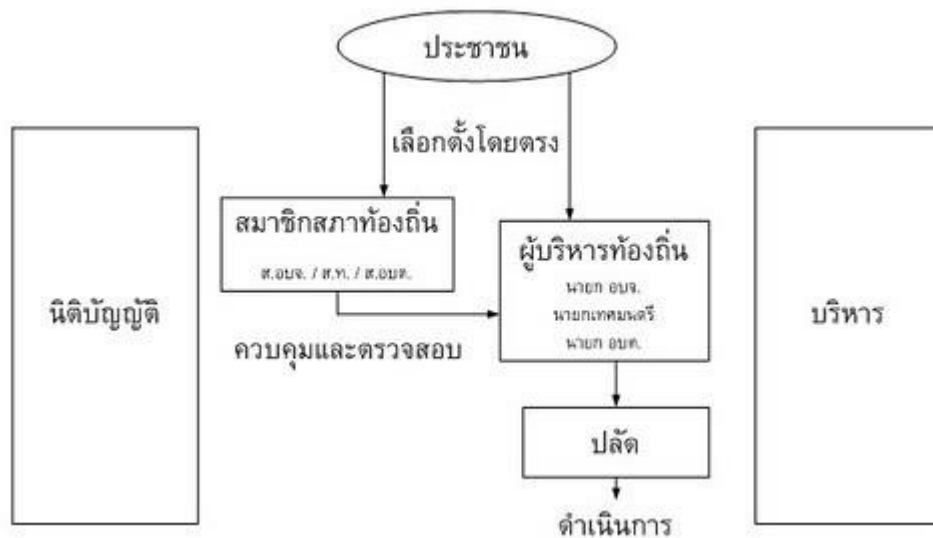 ประชาชน
เลือกตั้งโดยตรง
สมาชิกสภาท้องถิ่น
ส.อบจ. / ส.ท. / ส.อบต.
ผู้บริหารท้องถิ่น
นายก อบจ.
นายกเทศมนตรี
นายก อบต.
นิติบัญญัติ
บริหาร
ควบคุมและตรวจสอบ
ปลัด
ดำเนินการ